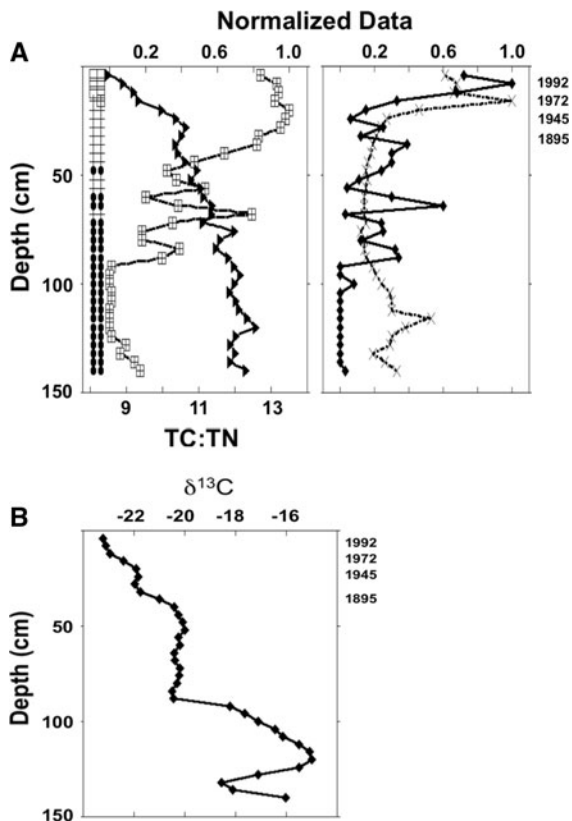 Normalized Data
A
0.2 0.6 1.0 0.2 0.6 1.0
Depth (cm)
50
100
150
1992
1972
1945
1895
9 11 13
TC:TN
δ13C
B
-22 -20 -18 -16
Depth (cm)
50
100
150
1992
1972
1945
1895